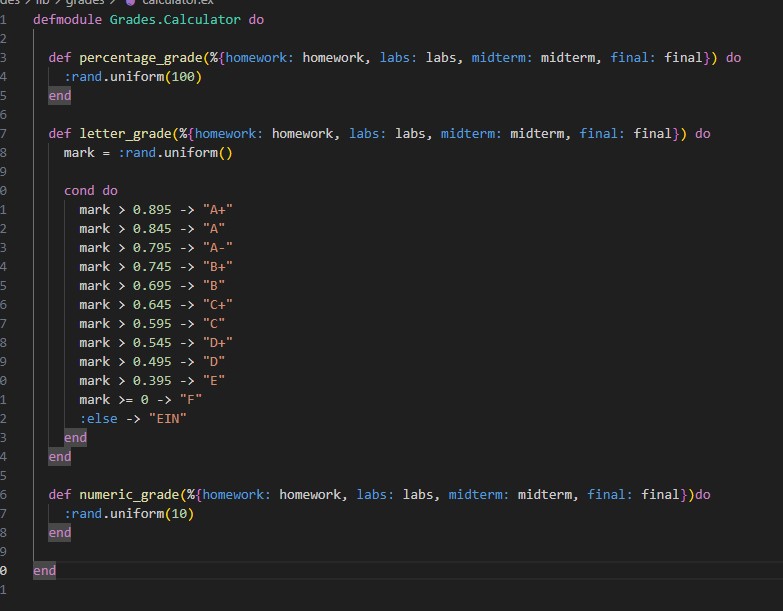 des > lib > grades > calculator.ex
1 defmodule Grades.Calculator do
2
3 def percentage_grade(%{homework: homework, labs: labs, midterm: midterm, final: final}) do
4 :rand.uniform(100)
5 end
6
7 def letter_grade(%{homework: homework, labs: labs, midterm: midterm, final: final}) do
8 mark = :rand.uniform()
9
0 cond do
1 mark > 0.895 -> "A+"
2 mark > 0.845 -> "A"
3 mark > 0.795 -> "A-"
4 mark > 0.745 -> "B+"
5 mark > 0.695 -> "B"
6 mark > 0.645 -> "C+"
7 mark > 0.595 -> "C"
8 mark > 0.545 -> "D+"
9 mark > 0.495 -> "D"
0 mark > 0.395 -> "E"
1 mark >= 0 -> "F"
2 :else -> "EIN"
3 end
4 end
5
6 def numeric_grade(%{homework: homework, labs: labs, midterm: midterm, final: final})do
7 :rand.uniform(10)
8 end
9
0 end
1